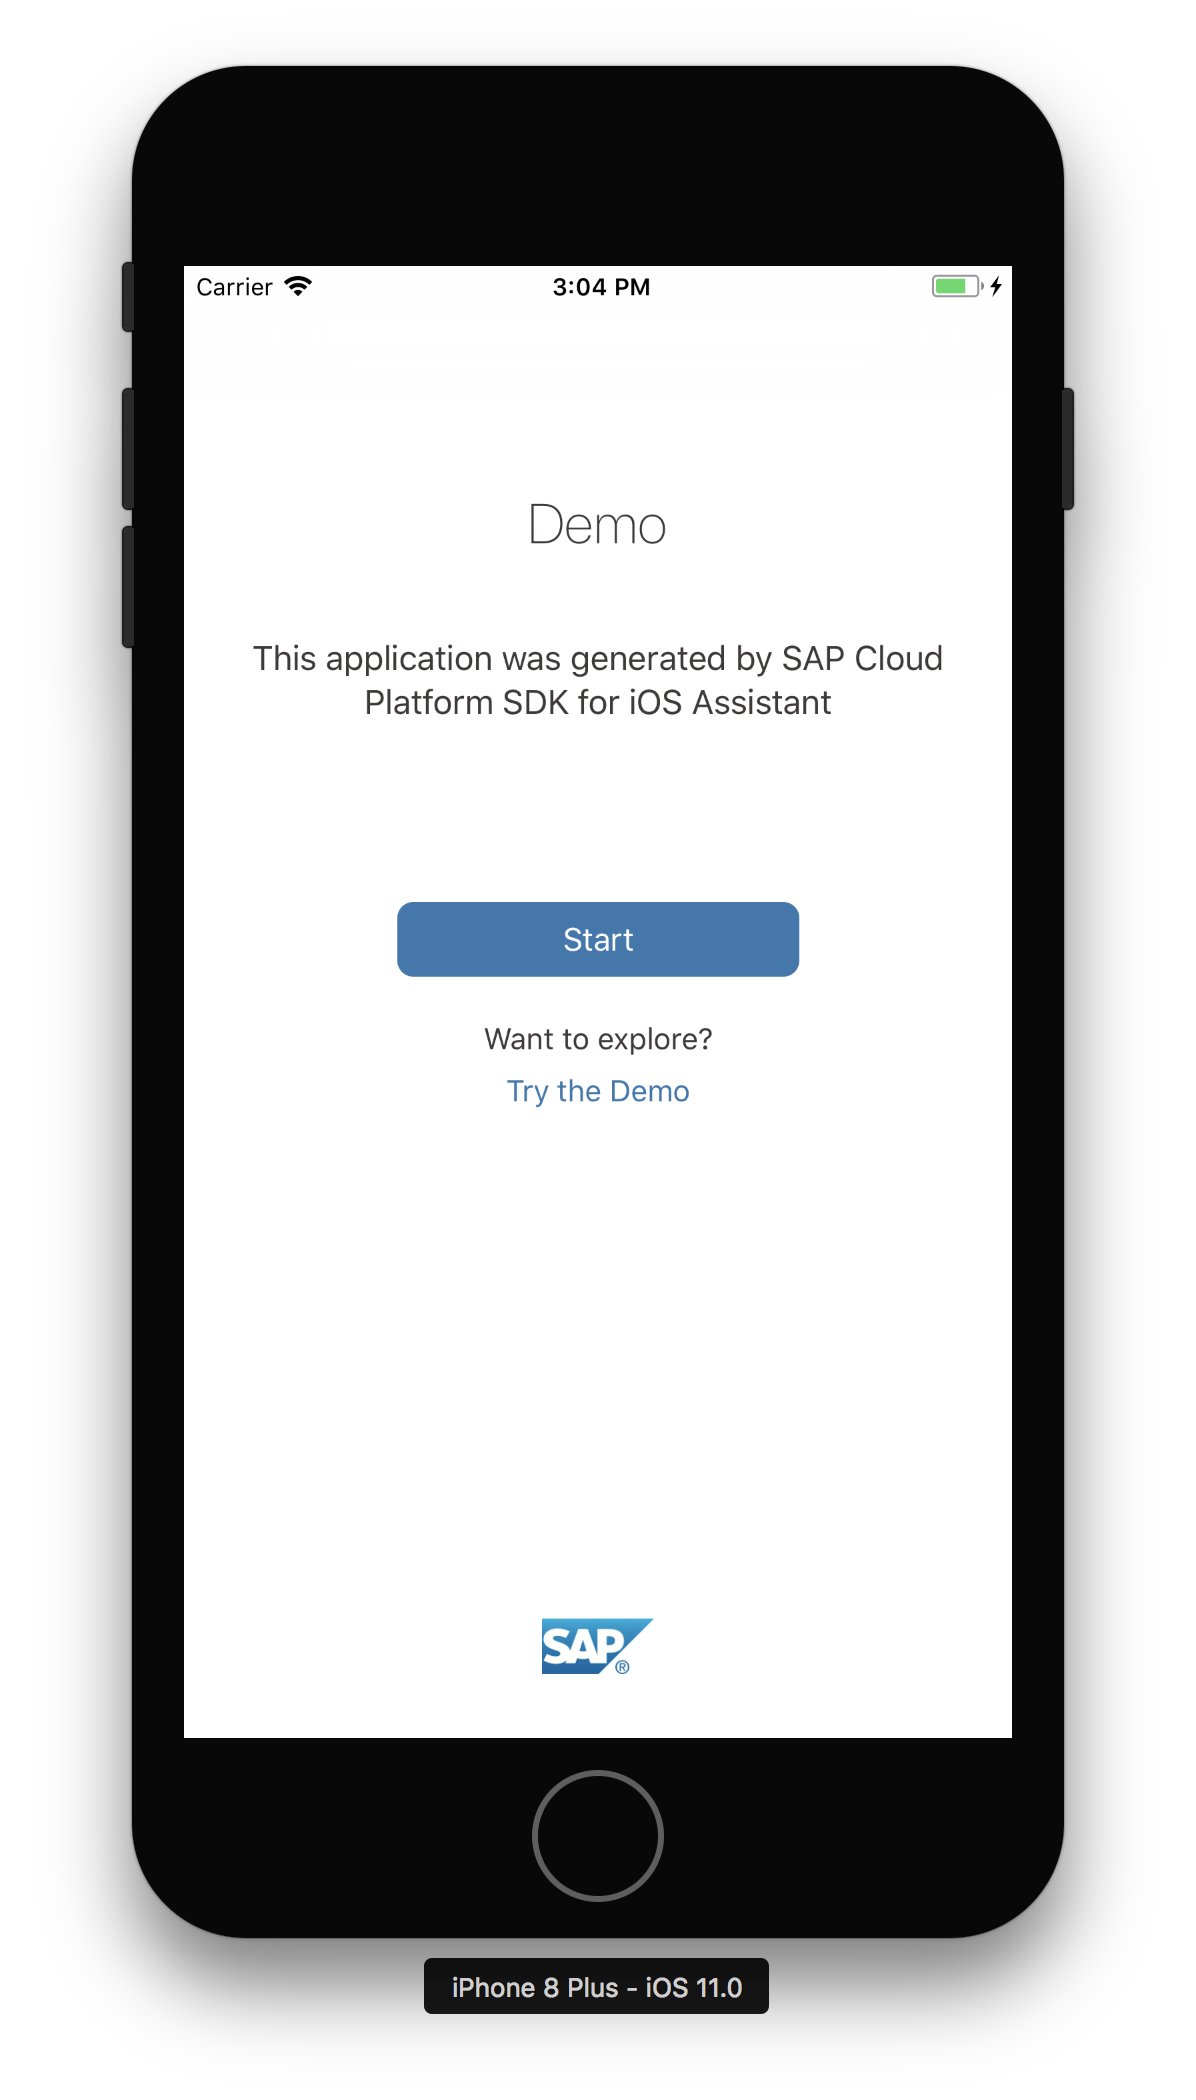 Carrier
3:04 PM
Demo
This application was generated by SAP Cloud
Platform SDK for iOS Assistant
Start
Want to explore?
Try the Demo
SAP®
iPhone 8 Plus - iOS 11.0